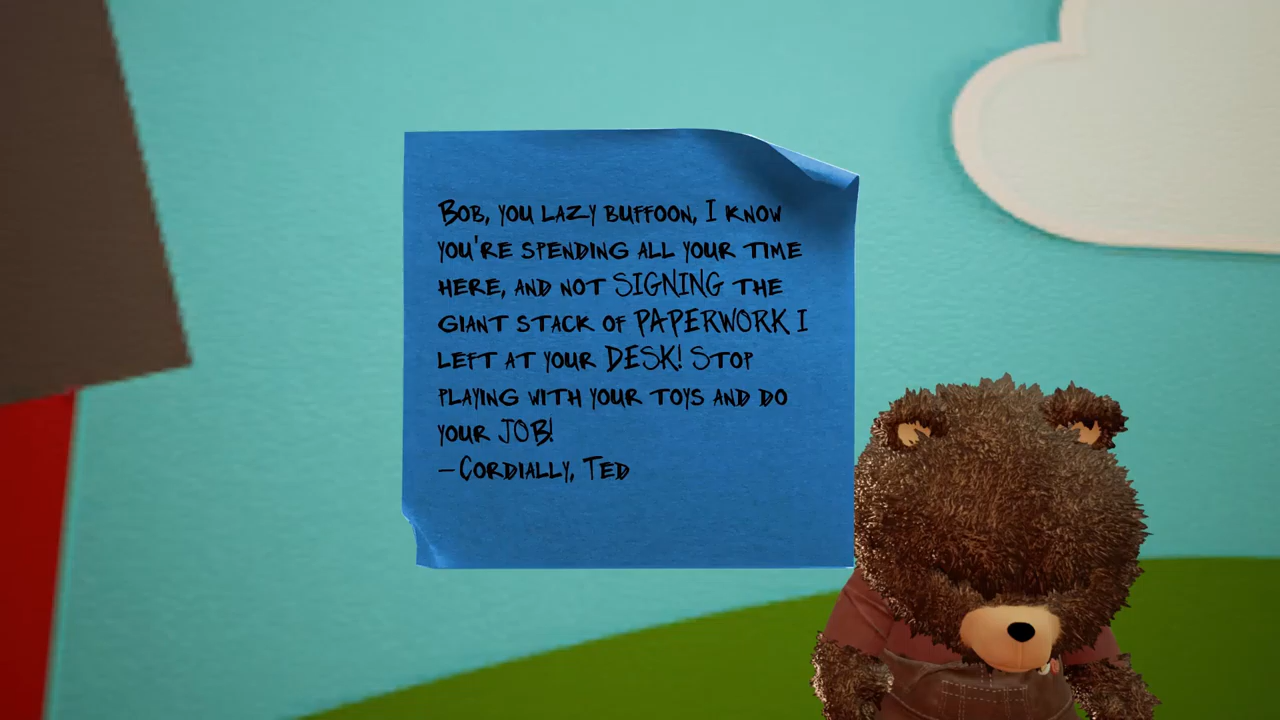 Bob, you lazy buffoon, I know
you're spending all your time
here, and not SIGNING the
giant stack of PAPERWORK I
left at your DESK! Stop
playing with your toys and do
your JOB!
–Cordially, Ted